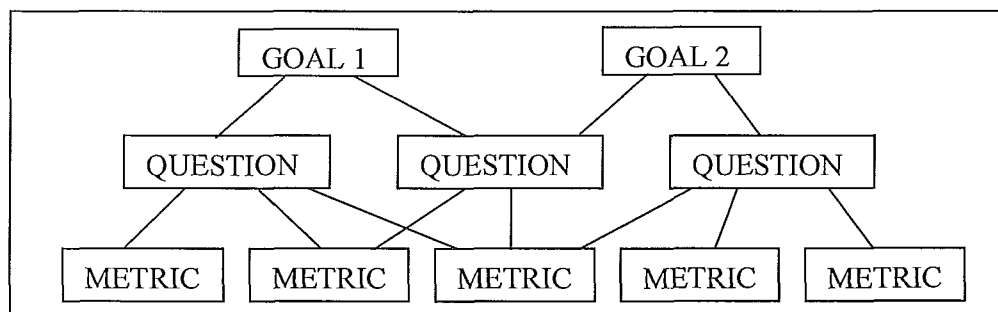 GOAL 1 GOAL 2
QUESTION QUESTION QUESTION
METRIC METRIC METRIC METRIC METRIC